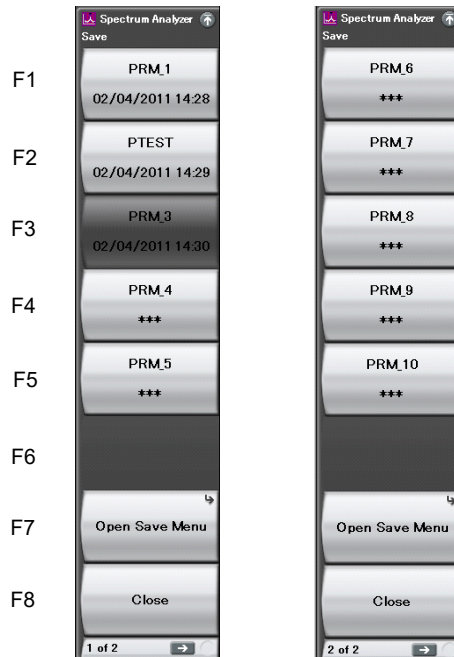 F1
F2
F3
F4
F5
F6
F7
F8
Spectrum Analyzer
Save
PRM_1
02/04/2011 14:28
PTEST
02/04/2011 14:29
PRM_3
02/04/2011 14:30
PRM_4
***
PRM_5
***
Open Save Menu
Close
1 of 2
Spectrum Analyzer
Save
PRM_6
***
PRM_7
***
PRM_8
***
PRM_9
***
PRM_10
***
Open Save Menu
Close
2 of 2